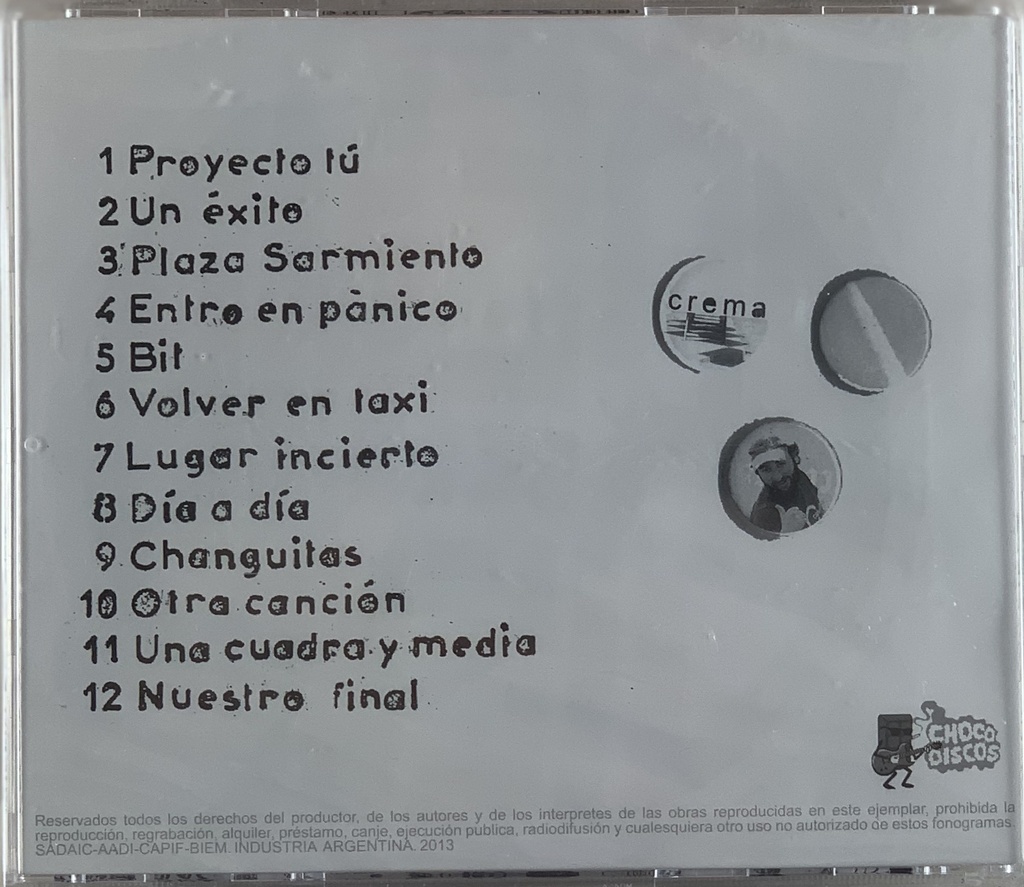 1 Proyecto tú
2 Un éxito
3 Plaza Sarmiento
4 Entro en pànico
5 Bit
6 Volver en taxi
7 Lugar incierto
8 Día a día
9 Changuitas
10 Otra canción
11 Una cuadra y media
12 Nuestro final
crema
CHOCO
DISCOS
Reservados todos los derechos del productor, de los autores y de los interpretes de las obras reproducidas en este ejemplar, prohibida la
reproducción, regrabación, alquiler, préstamo, canje, ejecución publica, radiodifusión y cualesquiera otro uso no autorizado de estos fonogramas.
SADAIC-AADI-CAPIF-BIEM. INDUSTRIA ARGENTINA. 2013